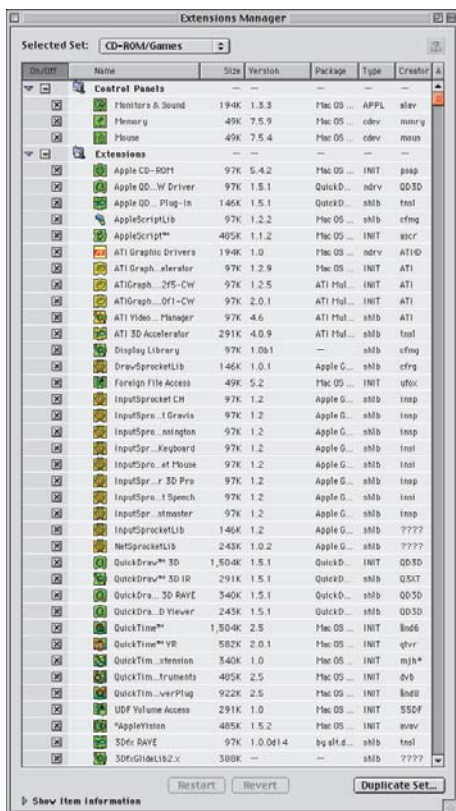 Extensions Manager
Selected Set: CD-ROM/Games
On/Off Name Size Version Package Type Creator
Control Panels — —  — — —
Monitors & Sound 194K 1.3.3 Mac OS ... APPL
Memory 49K 7.5.9 Mac OS ... cdev mmry
Mouse 49K 7.5.4 Mac OS ... cdev mous
Extensions — — — — —
Apple CD-ROM 97K 5.4.2 Mac OS ... INIT
Apple QD...W Driver 97K 1.5.1 QuickD... ndrv QD3D
Apple QD... Plug-In 146K 1.5.1 QuickD... shlb tnsl
AppleScriptLib 97K 1.2.2 Mac OS ... shlb cfmg
AppleScript™ 485K 1.1.2 Mac OS ... INIT ascr
ATI Graphic Drivers 194K 1.0 Mac OS ... ndrv ATHD
ATI Graph...elerator 97K 1.2.9 Mac OS ... INIT ATI
ATIGraph...2f5-CW 97K 1.2.5 ATI Mul... INIT ATI
ATIGraph...0f1-CW 97K 2.0.1 ATI Mul... INIT ATI
ATI Video... Manager 97K 4.6 ATI Mul... shlb ATI
ATI 3D Accelerator 291K 4.0.9 ATI Mul... shlb tnsl
Display Library 97K 1.0b1 — shlb cfmg
DrawSprocketLib 146K 1.0.1 Apple G... shlb cfrg
Foreign File Access 49K 5.2 Mac OS ... INIT ufox
InputSprocket CH 97K 1.2 Apple G... shlb insp
InputSpro...t Gravis 97K 1.2 Apple G... shlb insp
InputSpro...nsington 97K 1.2 Apple G... shlb insp
InputSpr...Keyboard 97K 1.2 Apple G... shlb insi
InputSpro...et Mouse 97K 1.2 Apple G... shlb insi
InputSpr...r 3D Pro 97K 1.2 Apple G... shlb insp
InputSpro...t Speech 97K 1.2 Apple G... shlb insi
InputSpr...stmaster 97K 1.2 Apple G... shlb insp
InputSprocketLib 146K 1.2 Apple G... shlb ????
NetSprocketLib 243K 1.0.2 Apple G... shlb ????
QuickDraw™ 3D 1,504K 1.5.1 QuickD... INIT QD3D
QuickDraw™ 3D IR 291K 1.5.1 QuickD... shlb Q3XT
QuickDra... 3D RAVE 340K 1.5.1 QuickD... shlb QD3D
QuickDra...D Viewer 243K 1.5.1 QuickD... shlb QD3D
QuickTime™ 1,504K 2.5 Mac OS ... INIT
QuickTime™ VR 582K 2.0.1 Mac OS ... INIT qtvr
QuickTim...xtension 340K 1.0 Mac OS ... INIT mjh*
QuickTim...truments 485K 2.5 Mac OS ... INIT dvb
QuickTim...verPlug 922K 2.5 Mac OS ... INIT
UDF Volume Access 291K 1.0 Mac OS ... INIT SSDF
*AppleVision 485K 1.5.2 Mac OS ... INIT avav
3Dfx RAVE 97K 1.0.0d14 shlb tnsl
3DfxGlideLib2.x 388K — — shlb ????
Restart Revert Duplicate Set...
Show Item Information